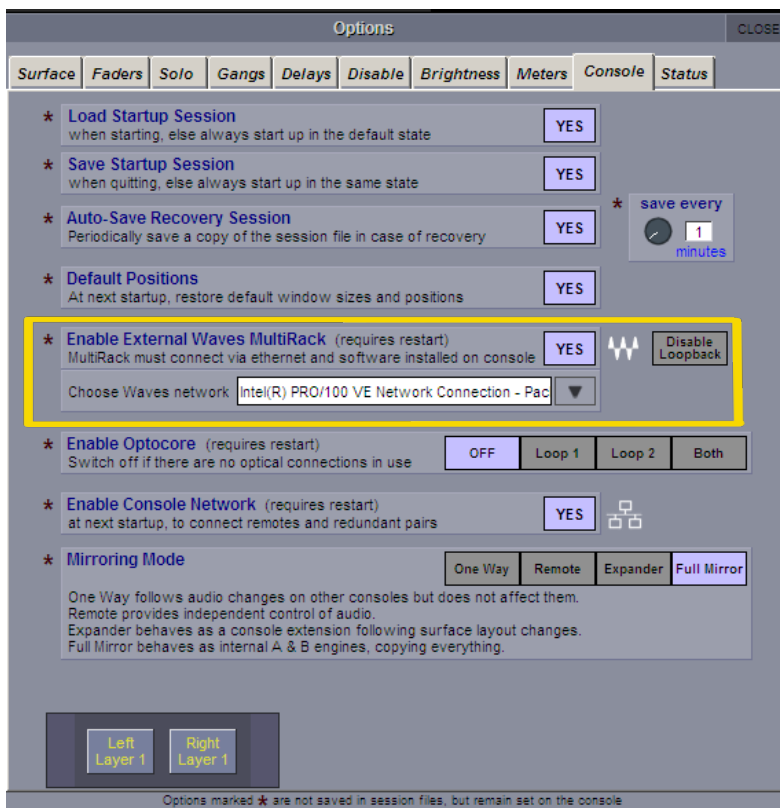 Options
CLOSE
Surface Faders Solo Gangs Delays Disable Brightness Meters Console Status
* Load Startup Session
when starting, else always start up in the default state
YES
* Save Startup Session
when quitting, else always start up in the same state
YES
* Auto-Save Recovery Session
Periodically save a copy of the session file in case of recovery
YES
* save every
1
minutes
* Default Positions
At next startup, restore default window sizes and positions
YES
* Enable External Waves MultiRack (requires restart)
MultiRack must connect via ethernet and software installed on console
YES
Disable
Loopback
Choose Waves network Intel(R) PRO/100 VE Network Connection - Pac
* Enable Optocore (requires restart)
Switch off if there are no optical connections in use
OFF Loop 1 Loop 2 Both
* Enable Console Network (requires restart)
at next startup, to connect remotes and redundant pairs
YES
* Mirroring Mode
One Way Remote Expander Full Mirror
One Way follows audio changes on other consoles but does not affect them.
Remote provides independent control of audio.
Expander behaves as a console extension following surface layout changes.
Full Mirror behaves as internal A & B engines, copying everything.
Left
Layer 1
Right
Layer 1
Options marked * are not saved in session files, but remain set on the console